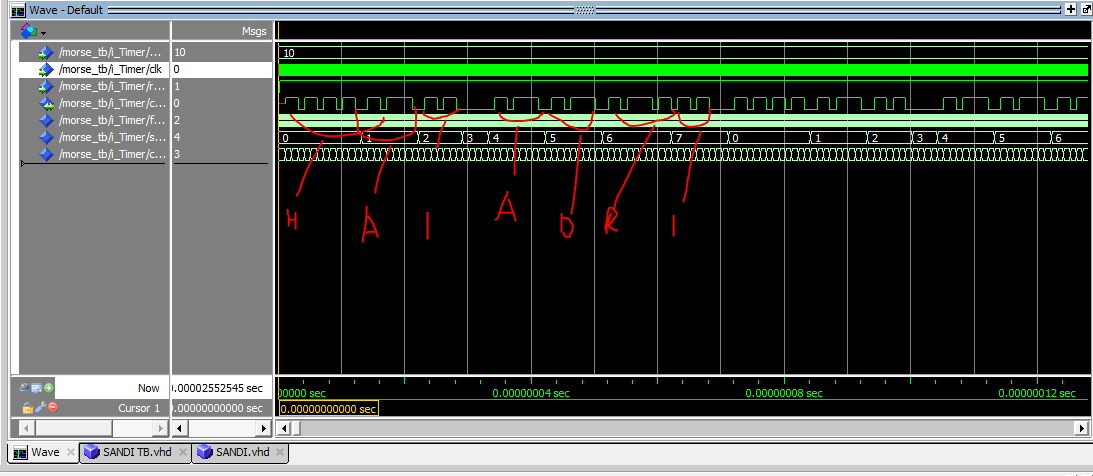 Wave - Default
Msgs
/morse_tb/i_Timer/... 10 10
/morse_tb/i_Timer/clk 0
/morse_tb/i_Timer/r... 1
/morse_tb/i_Timer/c... 0
/morse_tb/i_Timer/f... 2
/morse_tb/i_Timer/s... 4 0 1 2 3 4 5 6 7 0 1 2 3 4 5 6
/morse_tb/i_Timer/c... 3
H A I A D R I
Now 0.00002552545 sec 00000 sec 0.00000004 sec 0.00000008 sec 0.00000012 sec
Cursor 1 0.00000000000 sec 0.00000000000 sec
Wave SANDI TB.vhd SANDI.vhd